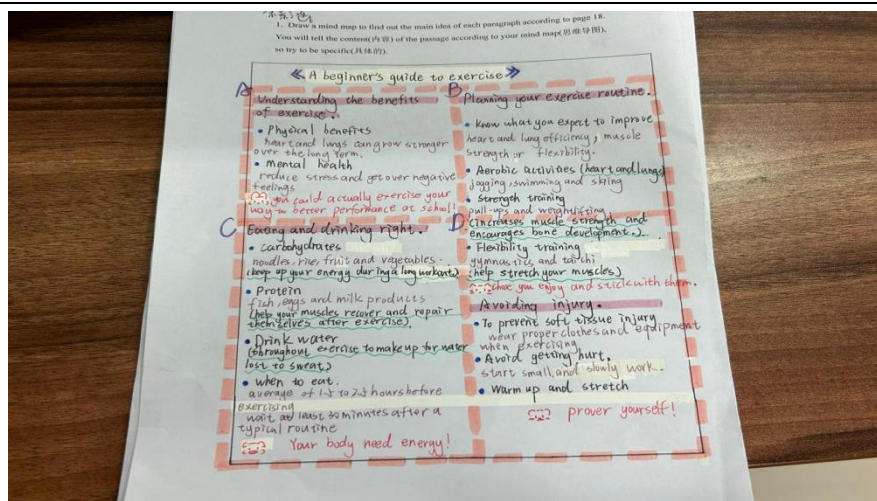 1. Draw a mind map to find out the main idea of each paragraph according to page 18.
You will tell the content(内容) of the passage according to your mind map(思维导图),
so try to be specific(具体的).
《A beginner's guide to exercise》
A
Understanding the benefits
of exercise.
• Physical benefits
heart and lungs can grow stronger
over the long term.
• mental health
reduce stress and get over negative
feelings
you could actually exercise your
way to better performance at school!
B
Planning your exercise routine.
• know what you expect to improve
heart and lung efficiency, muscle
strength or flexibility.
• Aerobic activities (heart and lungs)
jogging, swimming and skiing
• Strength training
pull-ups and weightlifting
(increases muscle strength and
encourages bone development.)
• Flexibility training
gymnastics and tai chi
(help stretch your muscles)
you enjoy and stick with them.
C
Eating and drinking right.
• carbohydrates
noodles, rice, fruit and vegetables.
(keep up your energy during a long workout.)
• Protein
fish, eggs and milk products
(help your muscles recover and repair
themselves after exercise)
• Drink water
(throughout exercise to make up for water
lost to sweat)
• when to eat.
average of hours before
exercising
wait at least 30 minutes after a
typical routine
Your body need energy!
D
Avoiding injury.
• To prevent soft tissue injury
wear proper clothes and equipment
when exercising
• Avoid getting hurt.
start small, and slowly work
• warm up and stretch
prover yourself!